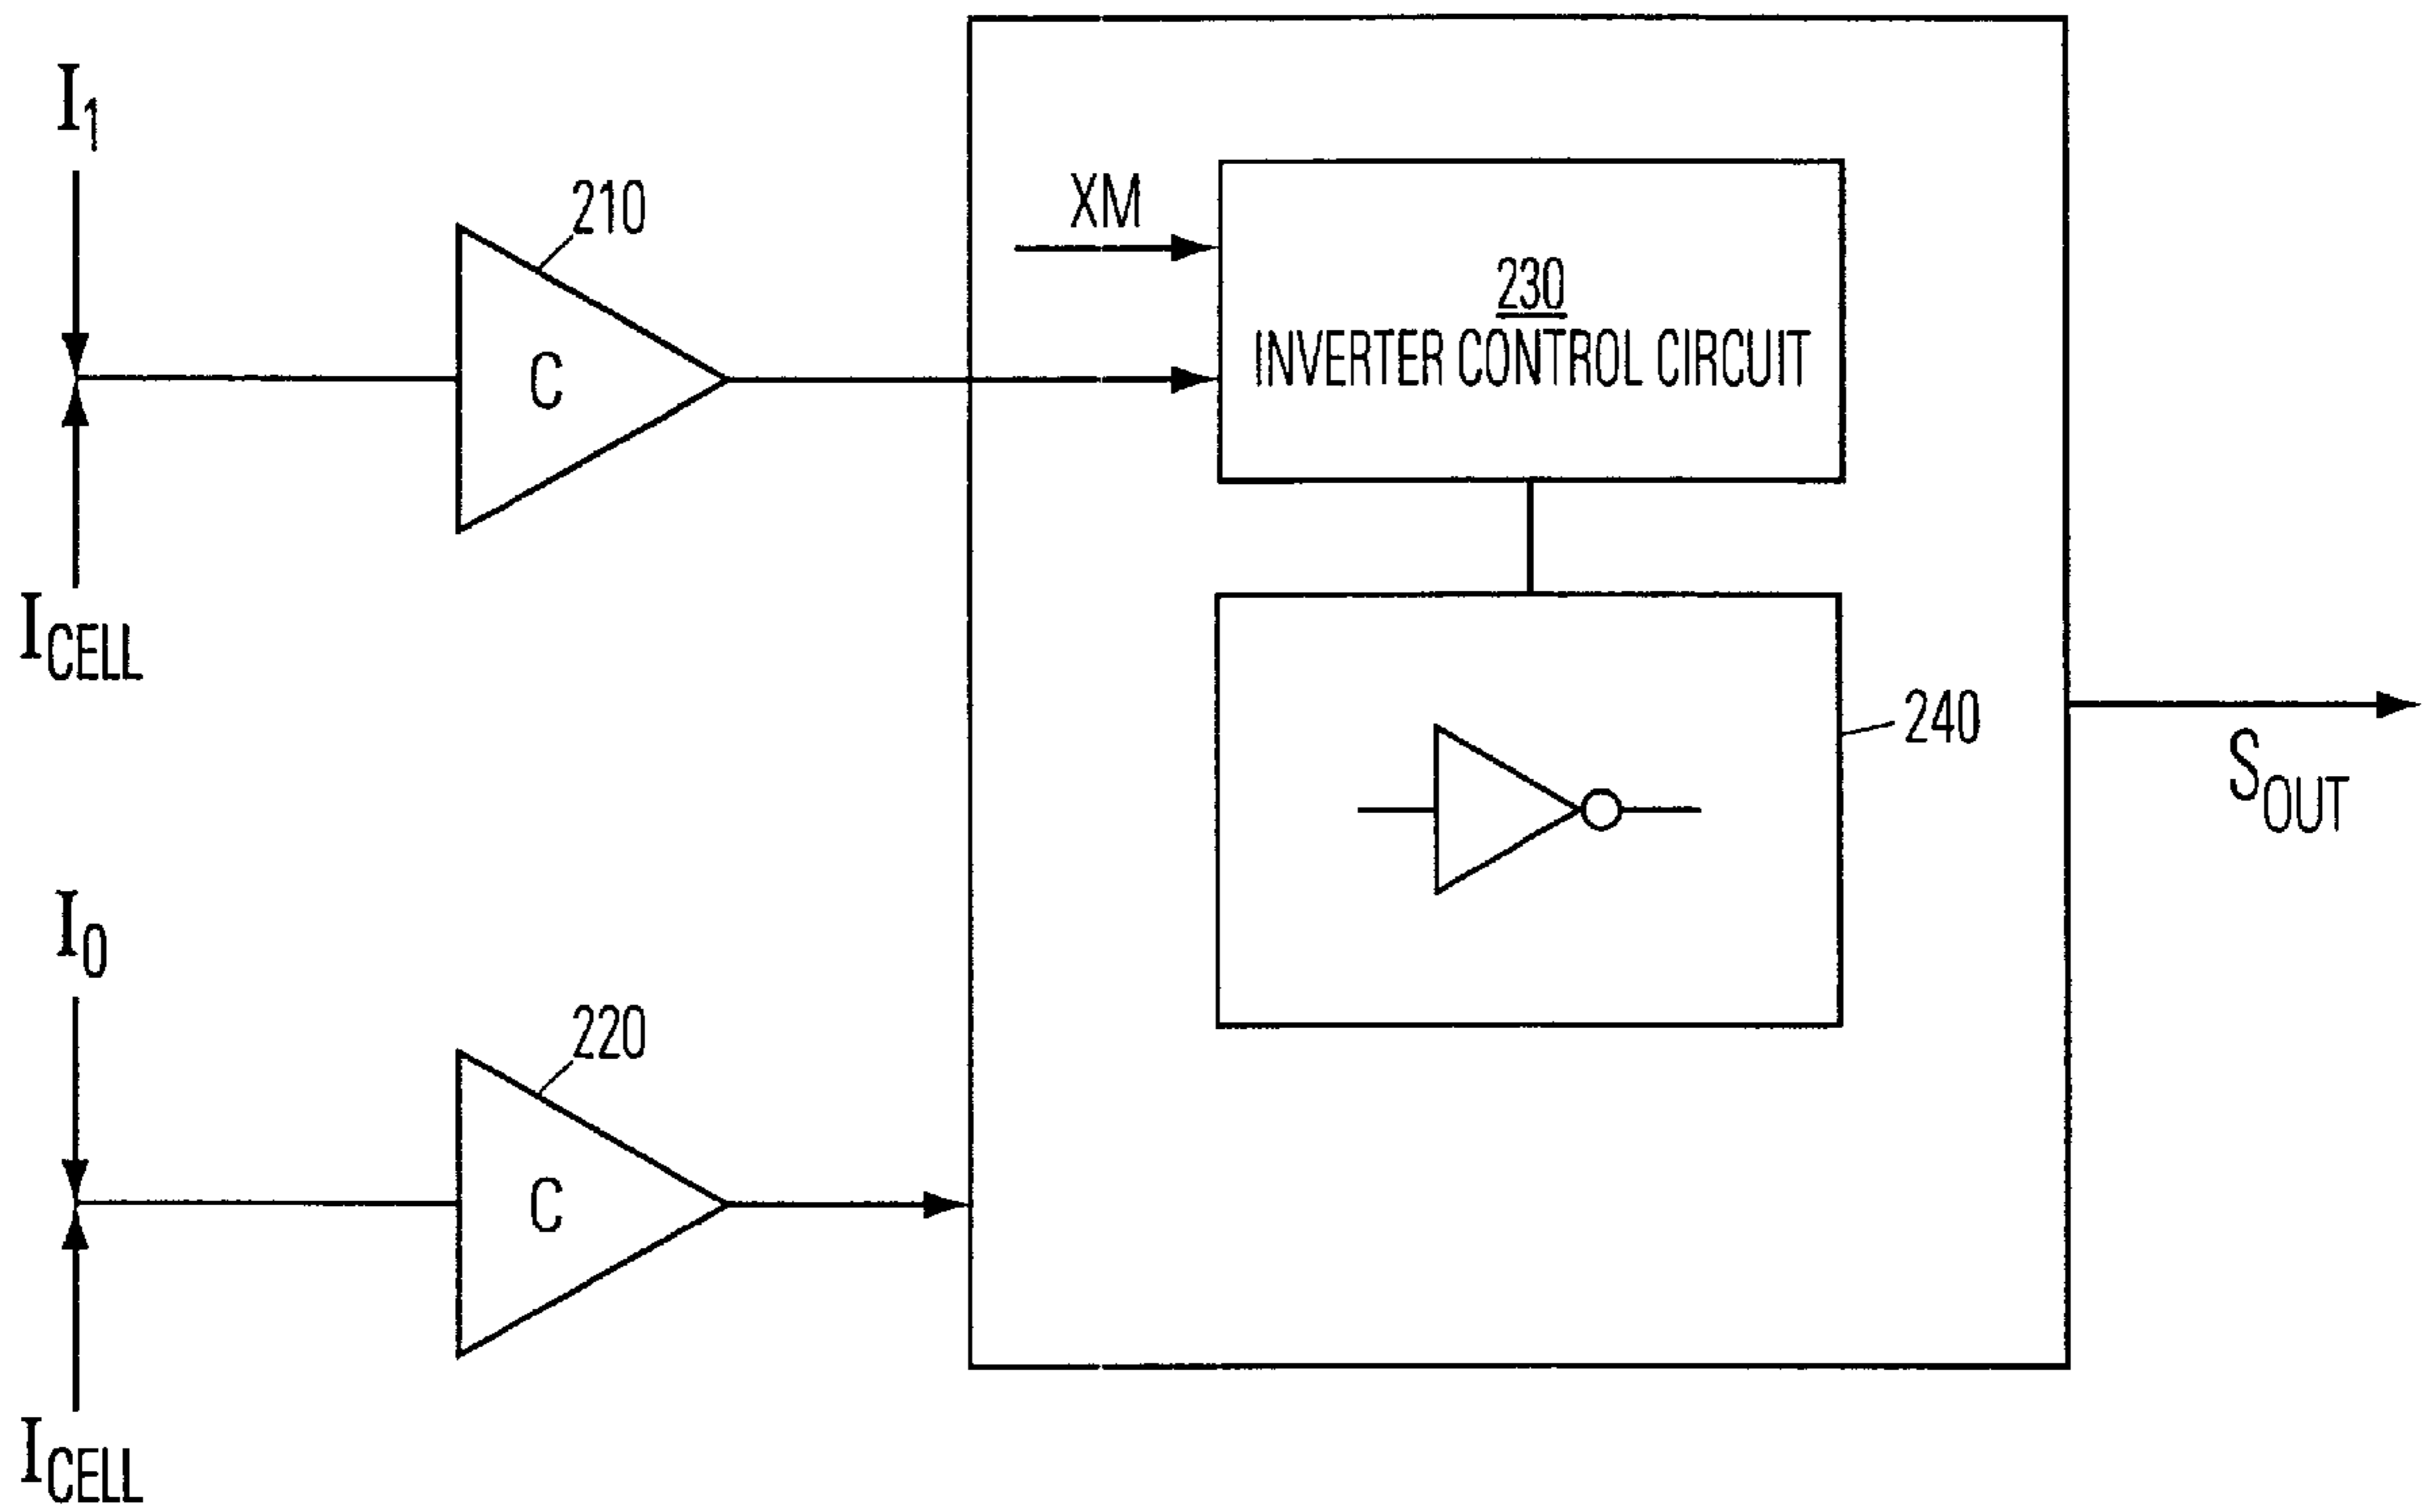 I1
210
C
ICELL
XM
230
INVERTER CONTROL CIRCUIT
240
SOUT
I0
220
C
ICELL